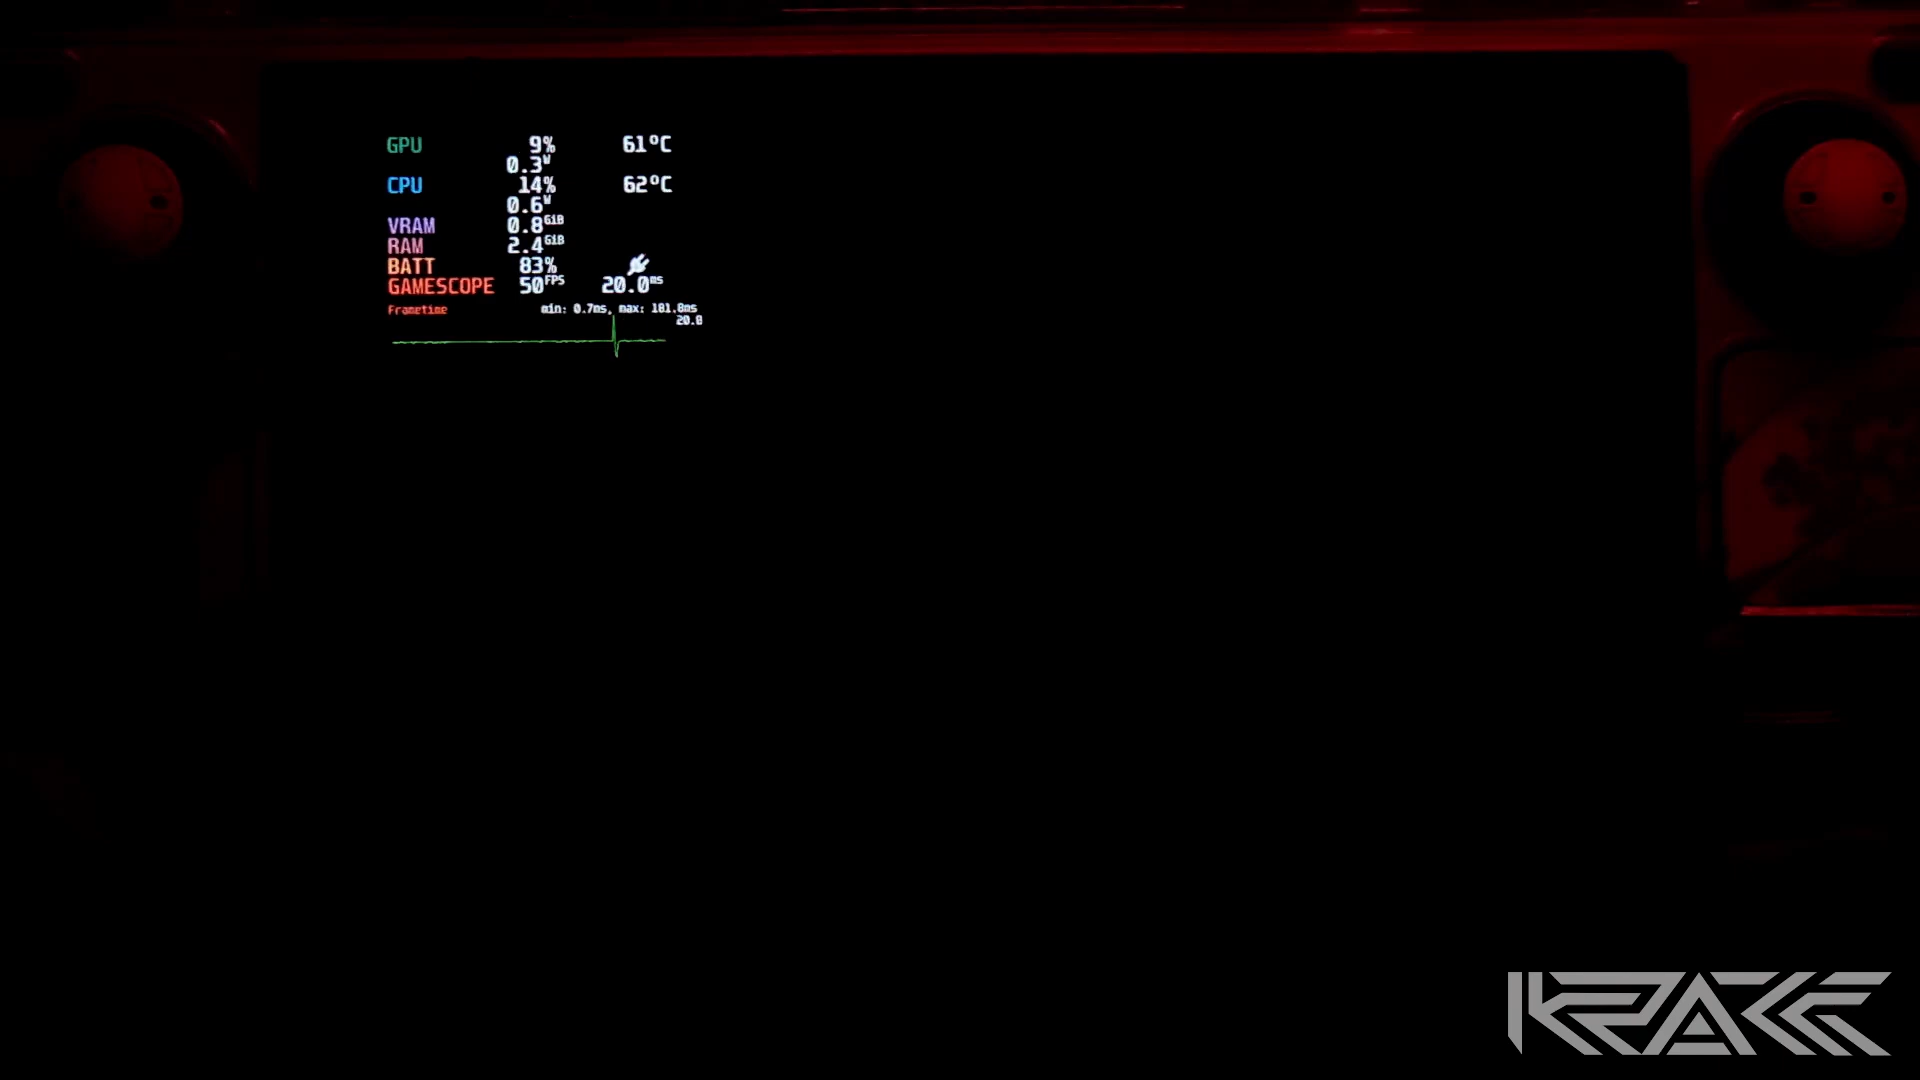 GPU 9% 61°C
0.3W
CPU 14% 62°C
0.6W
VRAM 0.8GiB
RAM 2.4GiB
BATT 83%
GAMESCOPE 50FPS 20.0ms
Frametime min: 0.7ms, max: 181.8ms
20.0